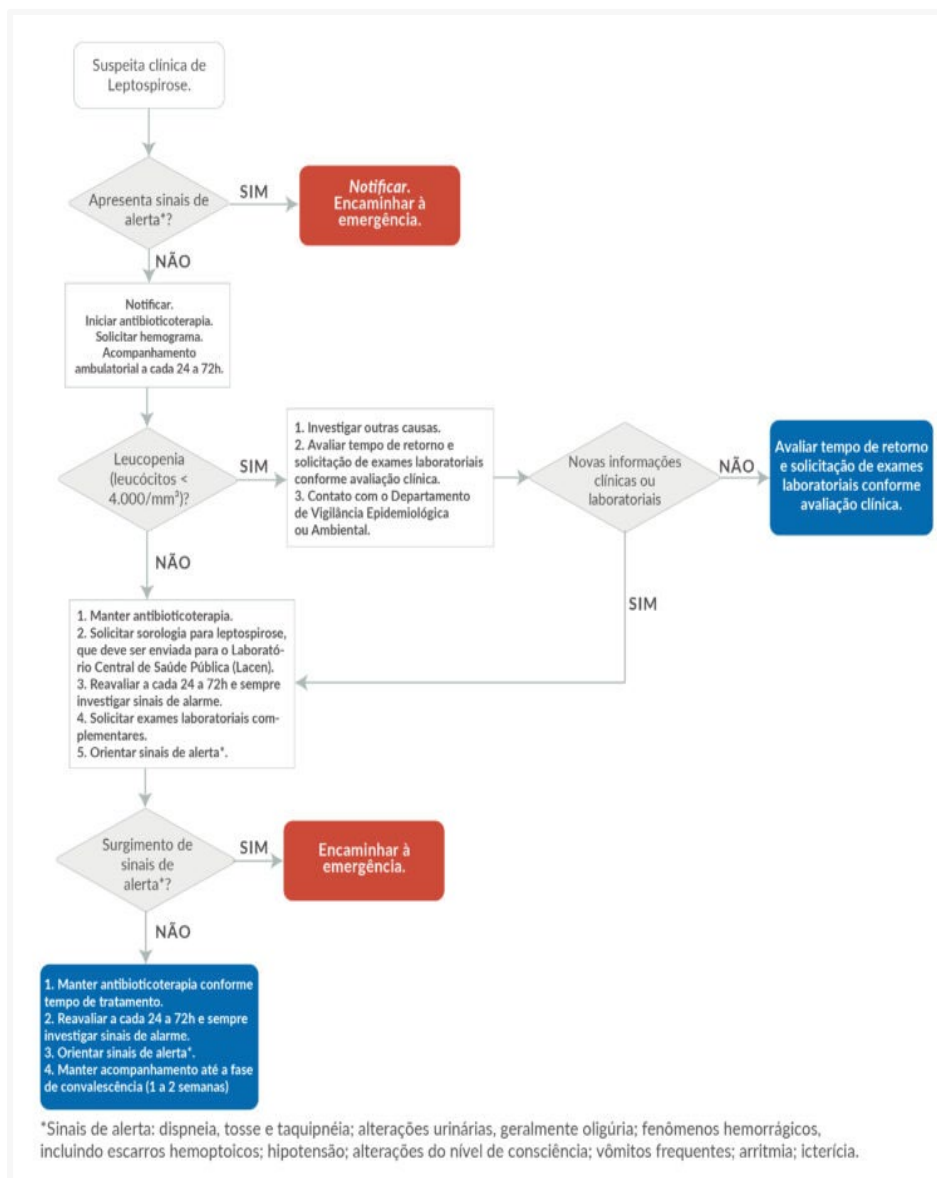 Suspeita clínica de
Leptospirose.
Apresenta sinais de
alerta*?
SIM
Notificar.
Encaminhar à
emergência.
NÃO
Notificar.
Iniciar antibioticoterapia.
Solicitar hemograma.
Acompanhamento
ambulatorial a cada 24 a 72h.
Leucopenia
(leucócitos <
4.000/mm³)?
SIM
1. Investigar outras causas.
2. Avaliar tempo de retorno e
solicitação de exames laboratoriais
conforme avaliação clínica.
3. Contato com o Departamento
de Vigilância Epidemiológica
ou Ambiental.
Novas informações
clínicas ou
laboratoriais
NÃO
Avaliar tempo de retorno
e solicitação de exames
laboratoriais conforme
avaliação clínica.
NÃO
SIM
1. Manter antibioticoterapia.
2. Solicitar sorologia para leptospirose,
que deve ser enviada para o Laborató-
rio Central de Saúde Pública (Lacen).
3. Reavaliar a cada 24 a 72h e sempre
investigar sinais de alarme.
4. Solicitar exames laboratoriais com-
plementares.
5. Orientar sinais de alerta*.
Surgimento de
sinais de
alerta*?
SIM
Encaminhar à
emergência.
NÃO
1. Manter antibioticoterapia conforme
tempo de tratamento.
2. Reavaliar a cada 24 a 72h e sempre
investigar sinais de alarme.
3. Orientar sinais de alerta*.
4. Manter acompanhamento até a fase
de convalescência (1 a 2 semanas)
*Sinais de alerta: dispneia, tosse e taquipnéia; alterações urinárias, geralmente oligúria; fenômenos hemorrágicos,
incluindo escarros hemoptoicos; hipotensão; alterações do nível de consciência; vômitos frequentes; arritmia; icterícia.